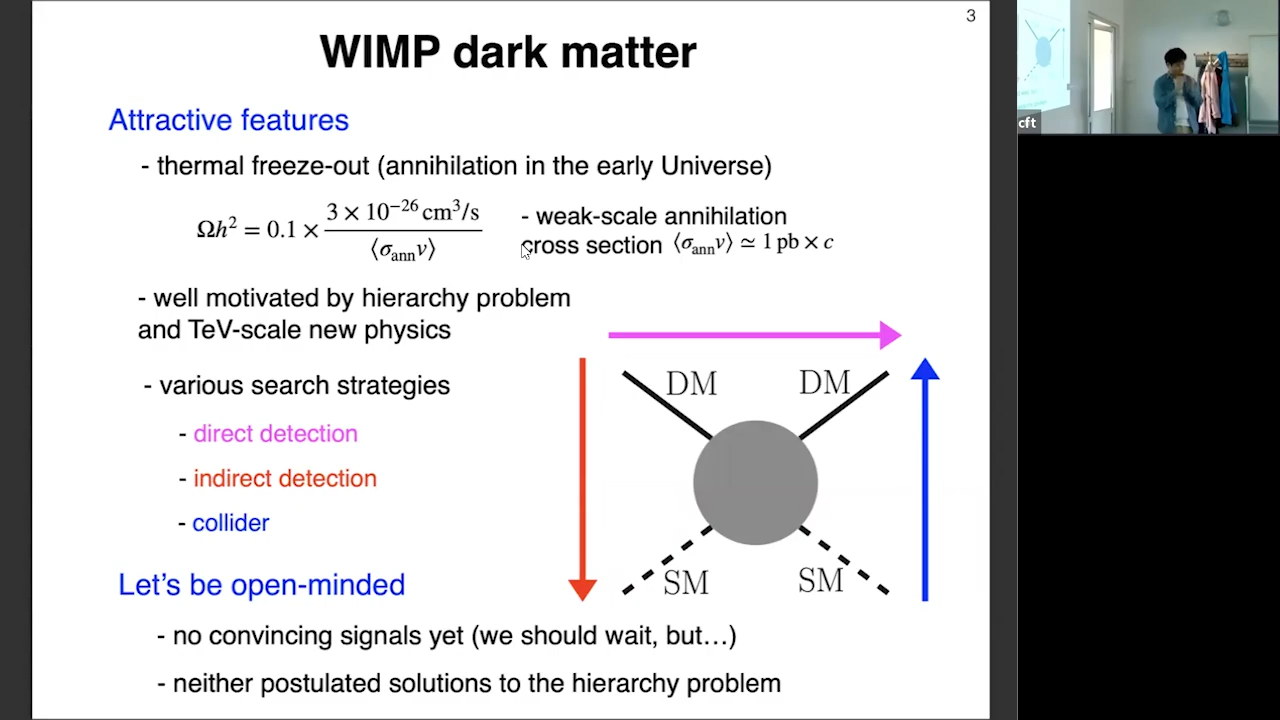 3
WIMP dark matter
Attractive features
- thermal freeze-out (annihilation in the early Universe)
Ωh² = 0.1 × 3 × 10⁻²⁶ cm³/s / ⟨σ_ann v⟩
- weak-scale annihilation
cross section ⟨σ_ann v⟩ ≃ 1 pb × c
- well motivated by hierarchy problem
and TeV-scale new physics
- various search strategies
- direct detection
- indirect detection
- collider
DM DM
SM SM
Let's be open-minded
- no convincing signals yet (we should wait, but…)
- neither postulated solutions to the hierarchy problem
cft